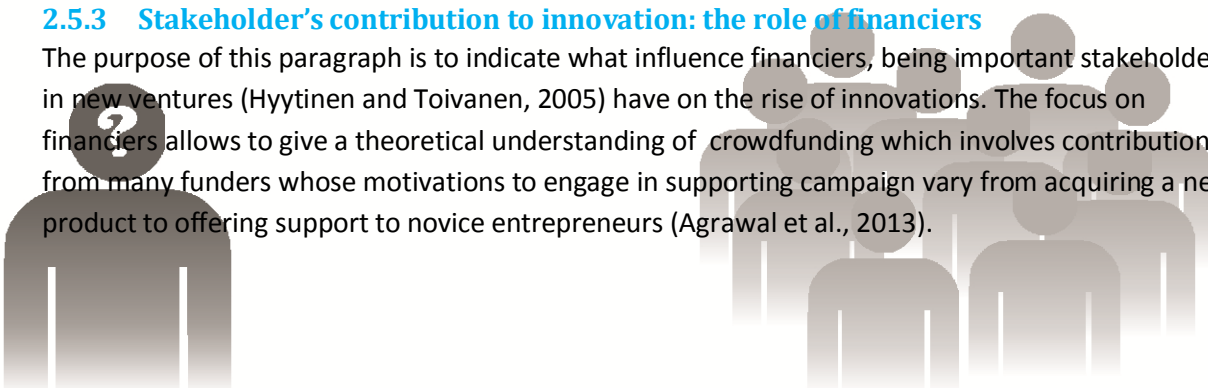 2.5.3 Stakeholder's contribution to innovation: the role of financiers
The purpose of this paragraph is to indicate what influence financiers, being important stakeholde
in new ventures (Hyytinen and Toivanen, 2005) have on the rise of innovations. The focus on
financiers allows to give a theoretical understanding of crowdfunding which involves contribution
from many funders whose motivations to engage in supporting campaign vary from acquiring a ne
product to offering support to novice entrepreneurs (Agrawal et al., 2013).
?